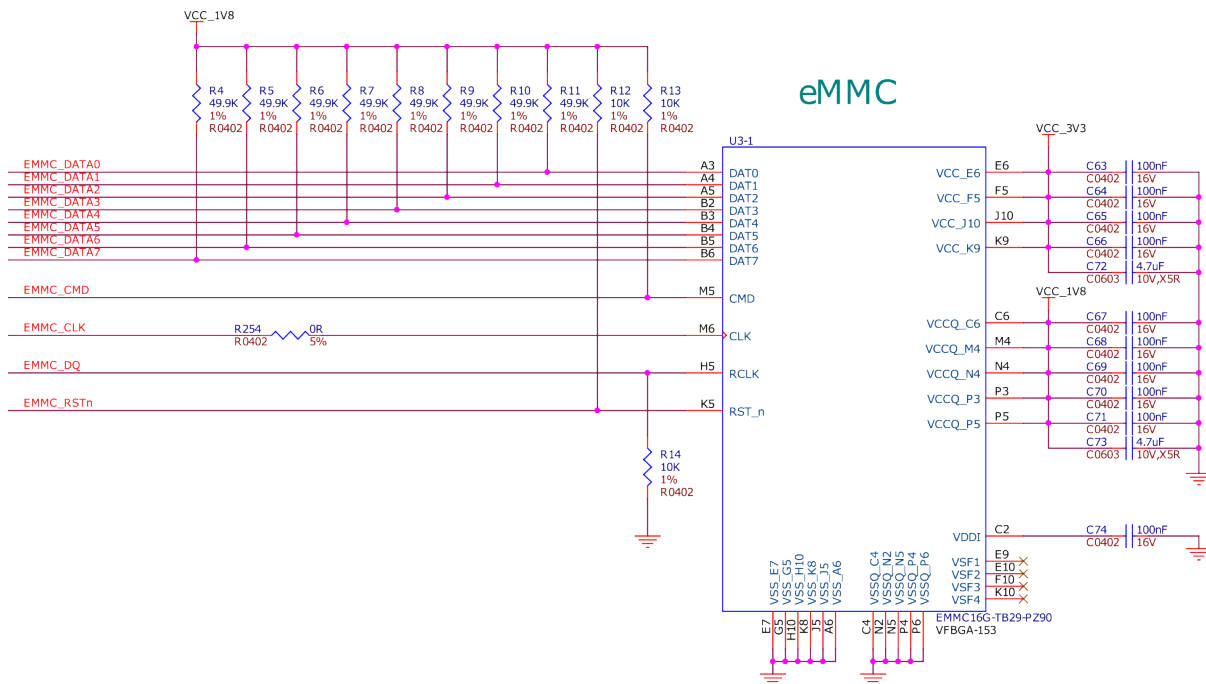 VCC_1V8
R4
49.9K
1%
R0402
R5
49.9K
1%
R0402
R6
49.9K
1%
R0402
R7
49.9K
1%
R0402
R8
49.9K
1%
R0402
R9
49.9K
1%
R0402
R10
49.9K
1%
R0402
R11
49.9K
1%
R0402
R12
10K
1%
R0402
R13
10K
1%
R0402
eMMC
U3-1
EMMC_DATA0
EMMC_DATA1
EMMC_DATA2
EMMC_DATA3
EMMC_DATA4
EMMC_DATA5
EMMC_DATA6
EMMC_DATA7
EMMC_CMD
EMMC_CLK
R254
R0402
0R
5%
EMMC_DQ
EMMC_RSTn
R14
10K
1%
R0402
A3 DAT0
A4 DAT1
A5 DAT2
B2 DAT3
B3 DAT4
B4 DAT5
B5 DAT6
B6 DAT7
M5 CMD
M6 CLK
H5 RCLK
K5 RST_n
VCC_3V3
VCC_E6 E6
VCC_F5 F5
VCC_J10 J10
VCC_K9 K9
C63 100nF
C0402 16V
C64 100nF
C0402 16V
C65 100nF
C0402 16V
C66 100nF
C0402 16V
C72 4.7uF
C0603 10V,X5R
VCC_1V8
VCCQ_C6 C6
VCCQ_M4 M4
VCCQ_N4 N4
VCCQ_P3 P3
VCCQ_P5 P5
C67 100nF
C0402 16V
C68 100nF
C0402 16V
C69 100nF
C0402 16V
C70 100nF
C0402 16V
C71 100nF
C0402 16V
C73 4.7uF
C0603 10V,X5R
VDDI C2
C74 100nF
C0402 16V
VSF1 E9
VSF2 E10
VSF3 F10
VSF4 K10
VSS_E7
VSS_G5
VSS_H10
VSS_K8
VSS_J5
VSS_A6
VSSQ_C4
VSSQ_N2
VSSQ_N5
VSSQ_P4
VSSQ_P6
E7
G5
H10
K8
J5
A6
C4
N2
N5
P4
P6
EMMC16G-TB29-PZ90
VFBGA-153